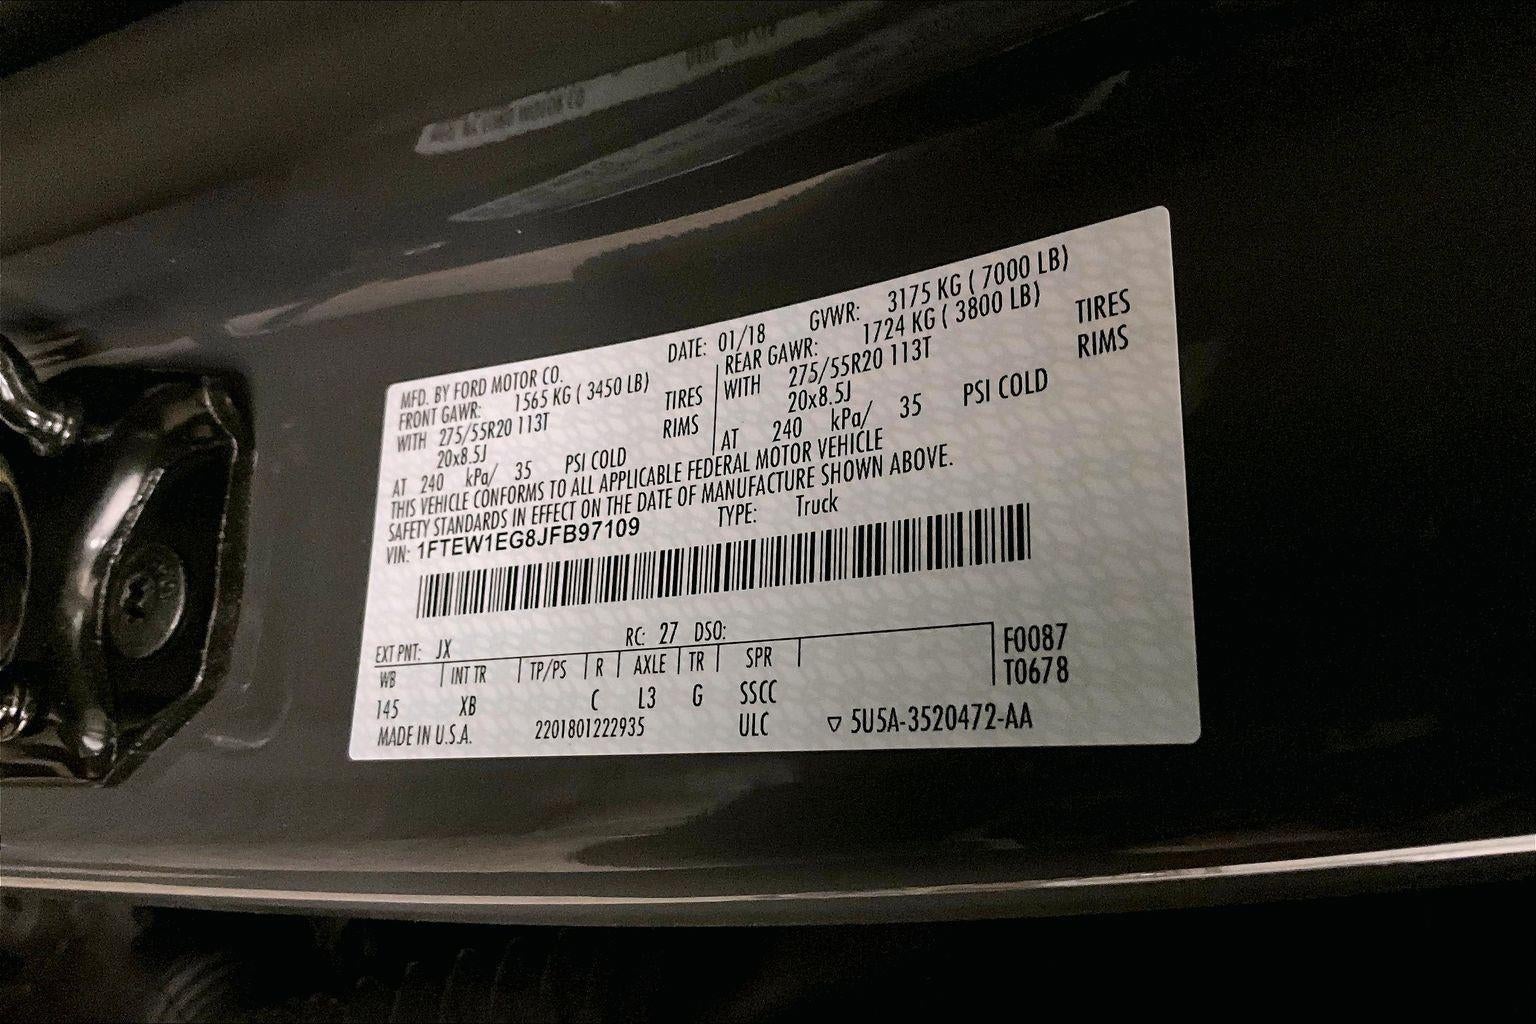 MFD. BY FORD MOTOR CO. DATE: 01/18 GVWR: 3175 KG ( 7000 LB)
FRONT GAWR: 1565 KG ( 3450 LB) REAR GAWR: 1724 KG ( 3800 LB)
WITH 275/55R20 113T TIRES WITH 275/55R20 113T TIRES
20x8.5J RIMS 20x8.5J RIMS
AT 240 kPa/ 35 PSI COLD AT 240 kPa/ 35 PSI COLD
THIS VEHICLE CONFORMS TO ALL APPLICABLE FEDERAL MOTOR VEHICLE
SAFETY STANDARDS IN EFFECT ON THE DATE OF MANUFACTURE SHOWN ABOVE.
VIN: 1FTEW1EG8JFB97109 TYPE: Truck
EXT PNT: JX RC: 27 DSO: F0087
WB INT TR TP/PS R AXLE TR SPR T0678
145 XB C L3 G SSCC
MADE IN U.S.A. 2201801222935 ULC ▽ 5U5A-3520472-AA